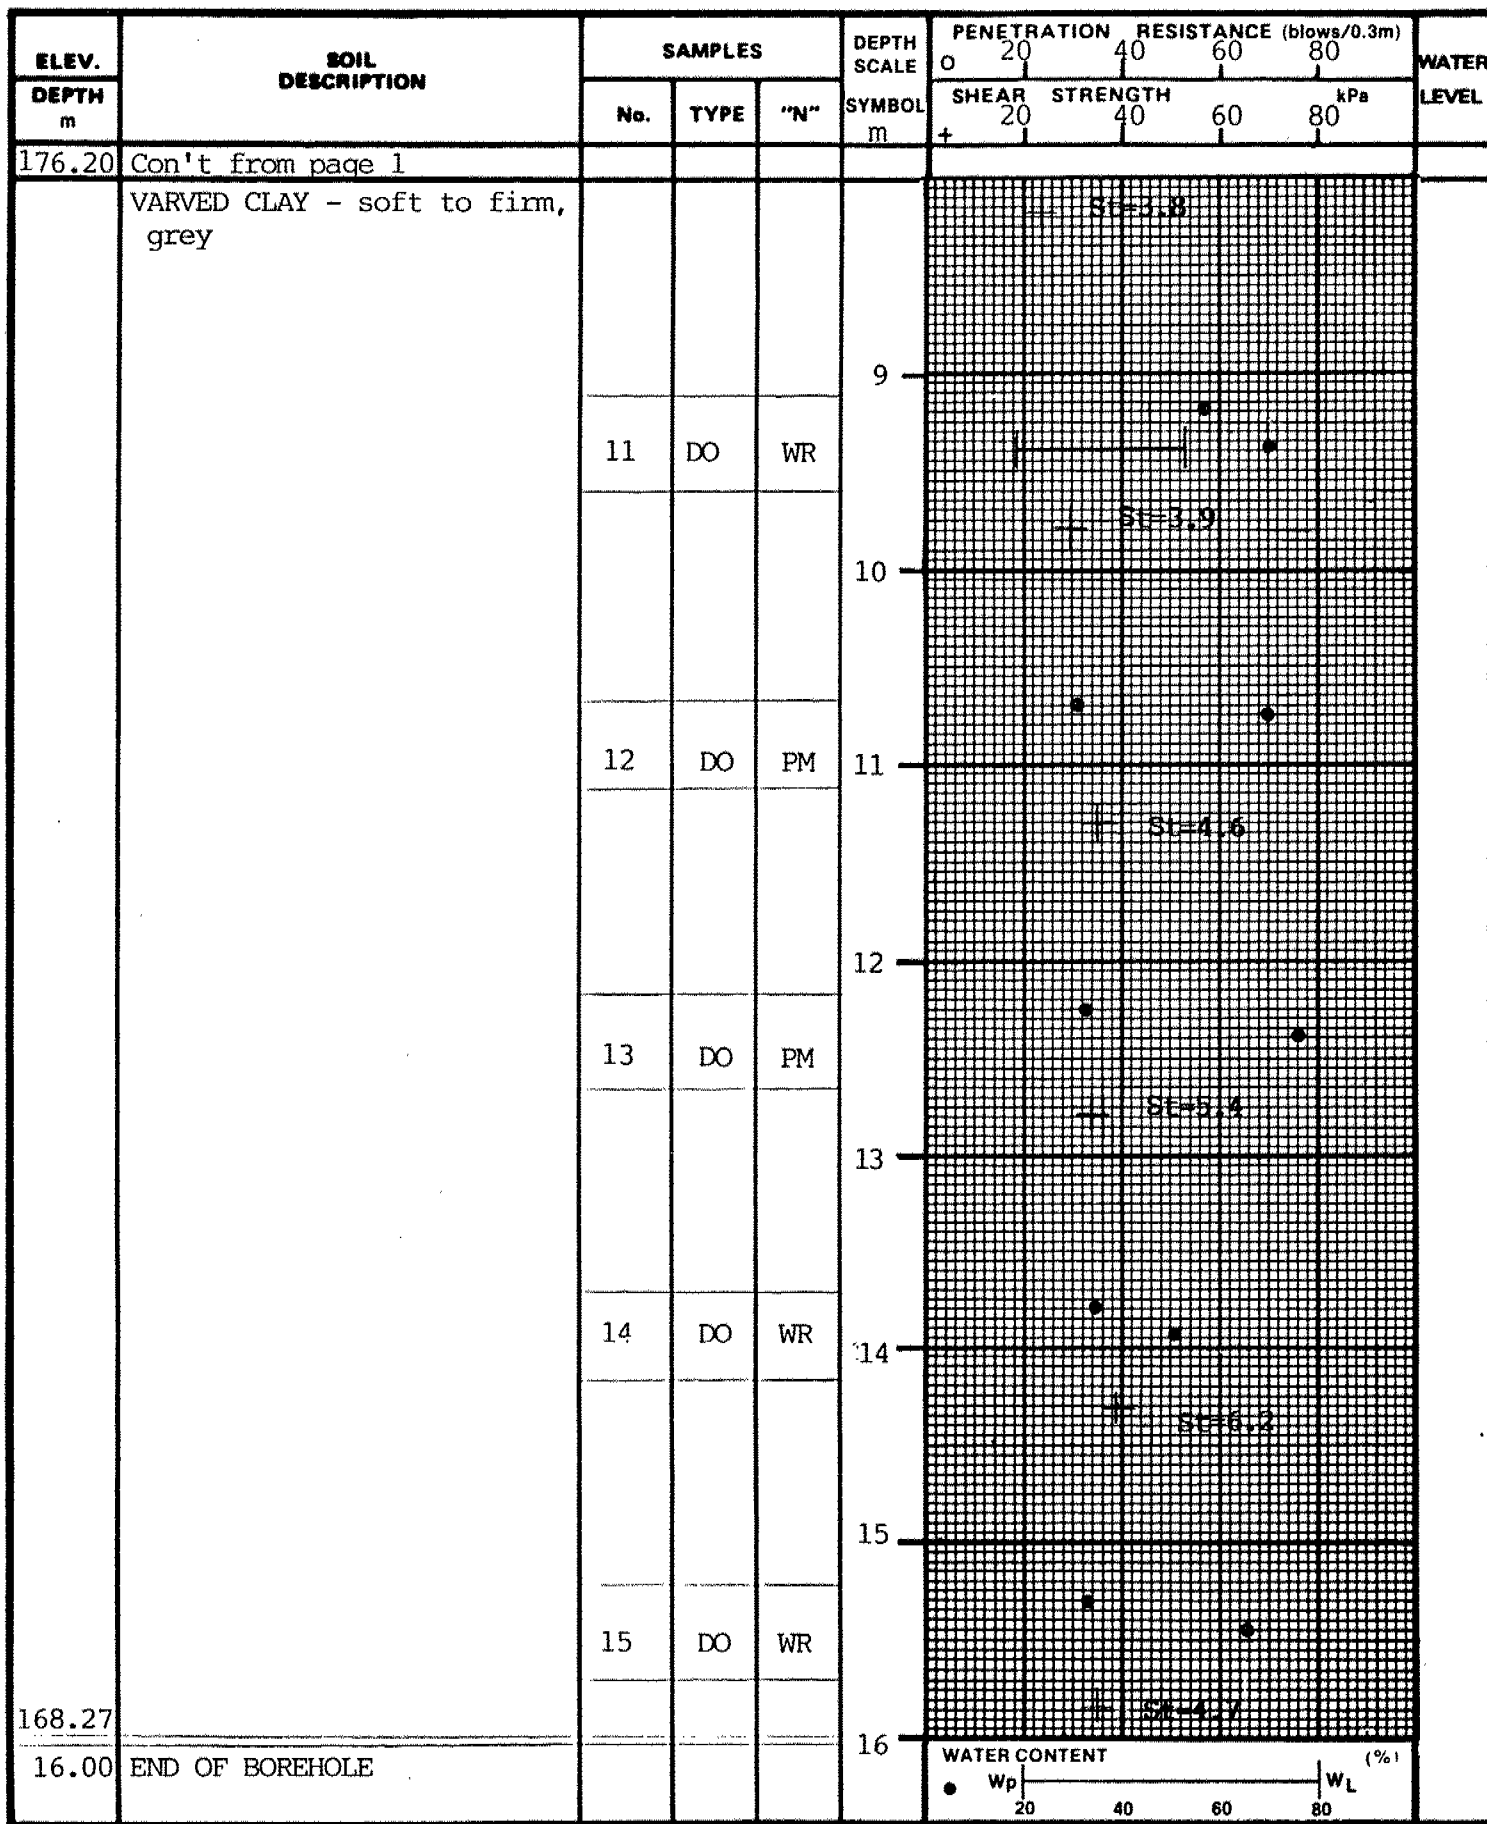 ELEV.
DEPTH
m
SOIL
DESCRIPTION
SAMPLES
No. TYPE "N"
DEPTH
SCALE
SYMBOL
m
PENETRATION RESISTANCE (blows/0.3m)
O 20 40 60 80
SHEAR STRENGTH kPa
+ 20 40 60 80
WATER
LEVEL
176.20 Con't from page 1
VARVED CLAY - soft to firm,
grey
St=3.8
9
11 DO WR
St=3.9
10
12 DO PM
11
St=4.6
12
13 DO PM
St=5.4
13
14 DO WR
14
St=6.2
15
15 DO WR
St=4.7
168.27
16
16.00 END OF BOREHOLE
WATER CONTENT (%)
Wp WL
20 40 60 80